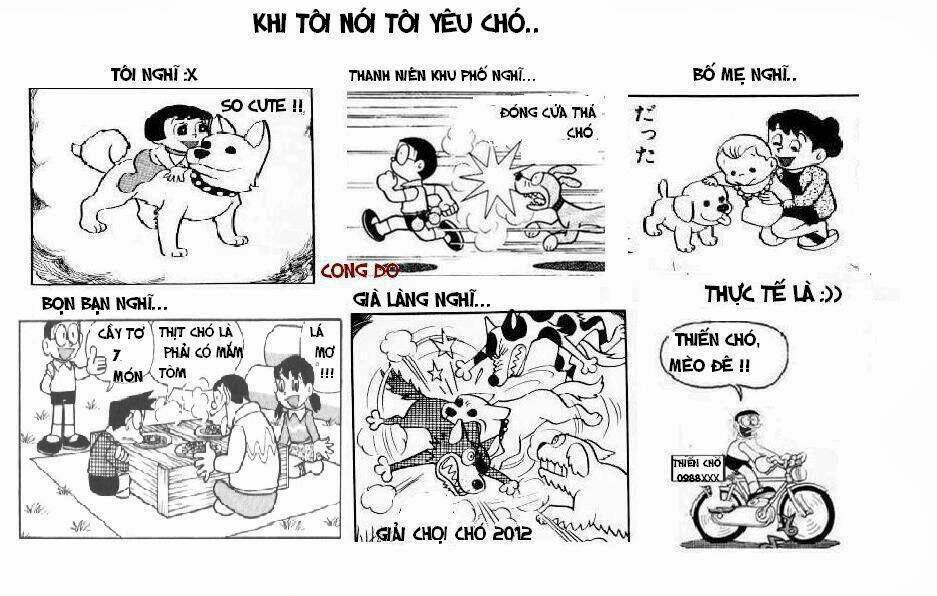 KHI TÔI NÓI TÔI YÊU CHÓ..
TÔI NGHĨ :X
SO CUTE !!
THANH NIÊN KHU PHỐ NGHĨ...
ĐÓNG CỬA THẢ
CHÓ
BỐ MẸ NGHĨ..
だった
CONG DO
BỌN BẠN NGHĨ...
CẦY TƠ
7
MÓN
THỊT CHÓ LÀ
PHẢI CÓ MẮM
TÔM
LÁ
MƠ
!!!
GIÀ LÀNG NGHĨ...
GIẢI CHỌI CHÓ 2012
THỰC TẾ LÀ :))
THIẾN CHÓ,
MÈO ĐÊ !!
THIẾN CHÓ
0988XXX